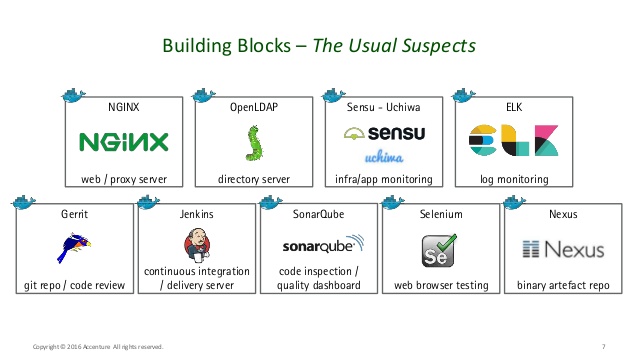 Building Blocks – The Usual Suspects
NGINX
NGINX
web / proxy server
OpenLDAP
directory server
Sensu - Uchiwa
sensu
uchiwa
infra/app monitoring
ELK
ELK
log monitoring
Gerrit
git repo / code review
Jenkins
continuous integration
/ delivery server
SonarQube
sonarqube
code inspection /
quality dashboard
Selenium
Se
web browser testing
Nexus
Nexus
binary artefact repo
Copyright © 2016 Accenture All rights reserved.
7